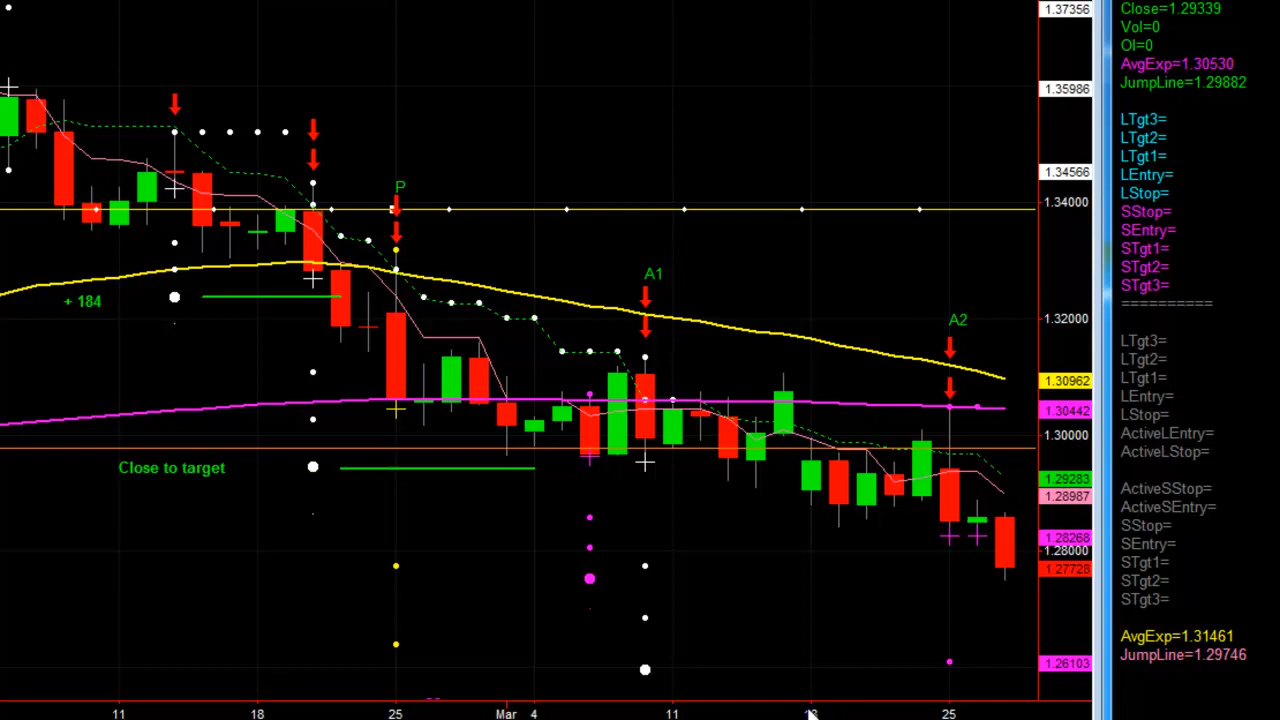 1.37356
1.35986
1.34566
1.34000
1.32000
1.30962
1.30442
1.30000
1.29283
1.28987
1.28268
1.28000
1.27728
1.26103
P
A1
A2
+ 184
Close to target
11
18
25
Mar
4
11
25
Close=1.29339
Vol=0
OI=0
AvgExp=1.30530
JumpLine=1.29882
LTgt3=
LTgt2=
LTgt1=
LEntry=
LStop=
SStop=
SEntry=
STgt1=
STgt2=
STgt3=
==========
LTgt3=
LTgt2=
LTgt1=
LEntry=
LStop=
ActiveLEntry=
ActiveLStop=
ActiveSStop=
ActiveSEntry=
SStop=
SEntry=
STgt1=
STgt2=
STgt3=
AvgExp=1.31461
JumpLine=1.29746